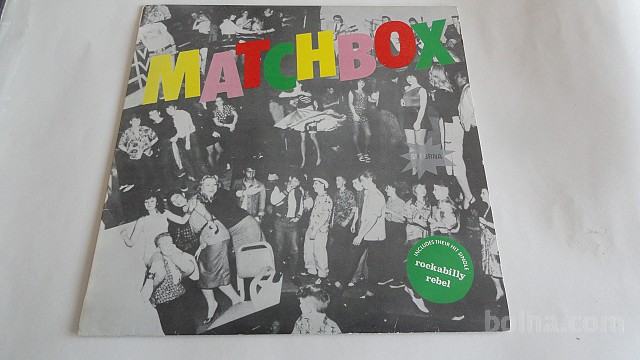 MATCHBOX
INCLUDES THEIR HIT SINGLE
rockabilly
rebel
bolha.com